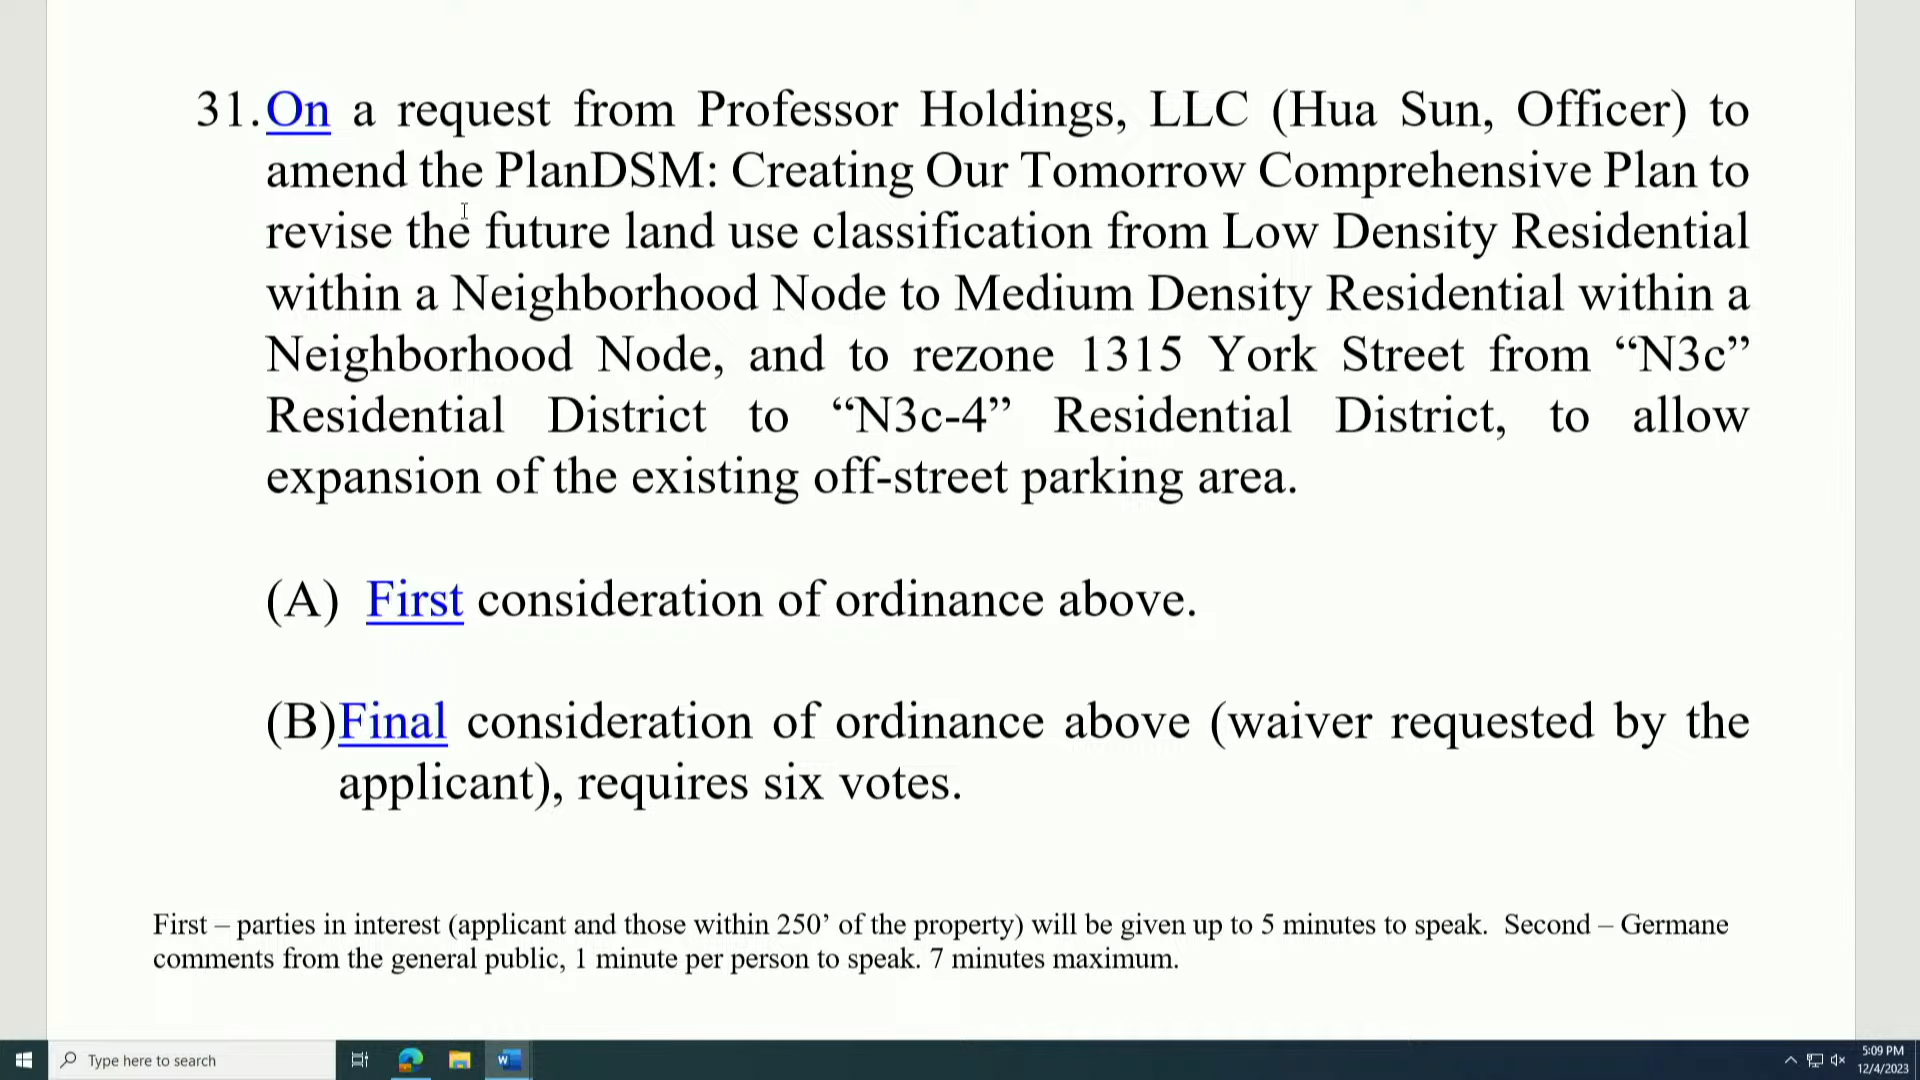 31. On a request from Professor Holdings, LLC (Hua Sun, Officer) to
amend the PlanDSM: Creating Our Tomorrow Comprehensive Plan to
revise the future land use classification from Low Density Residential
within a Neighborhood Node to Medium Density Residential within a
Neighborhood Node, and to rezone 1315 York Street from “N3c”
Residential District to “N3c-4” Residential District, to allow
expansion of the existing off-street parking area.
(A) First consideration of ordinance above.
(B) Final consideration of ordinance above (waiver requested by the
applicant), requires six votes.
First – parties in interest (applicant and those within 250’ of the property) will be given up to 5 minutes to speak. Second – Germane
comments from the general public, 1 minute per person to speak. 7 minutes maximum.
Type here to search
W
5:09 PM
12/4/2023